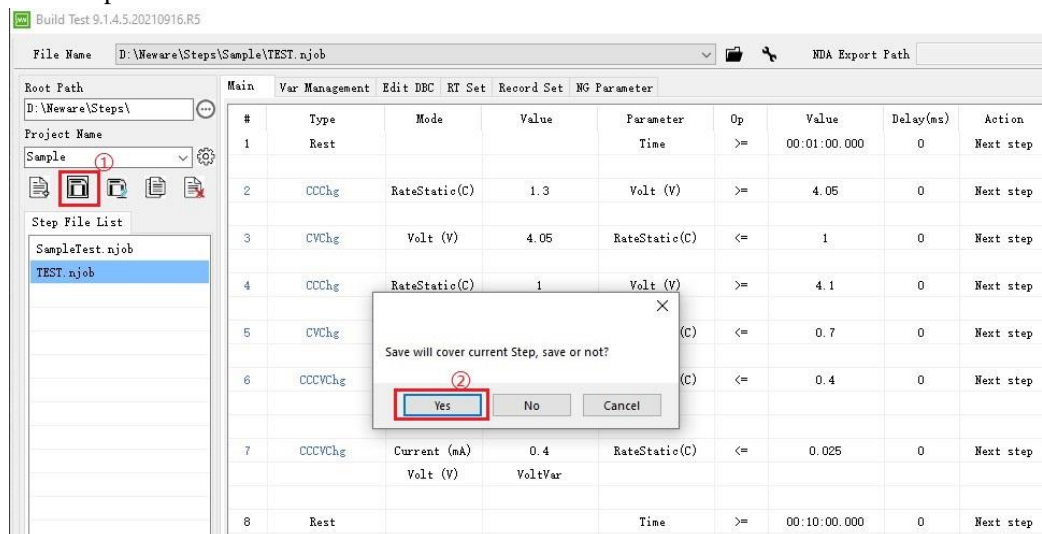 Build Test 9.1.4.5.20210916.R5
File Name D:\Neware\Steps\Sample\TEST.njob NDA Export Path
Root Path
D:\Neware\Steps\
Project Name
Sample
①
Step File List
SampleTest.njob
TEST.njob
Main Var Management Edit DBC RT Set Record Set NG Parameter
# Type Mode Value Parameter Op Value Delay(ms) Action
1 Rest Time >= 00:01:00.000 0 Next step
2 CCChg RateStatic(C) 1.3 Volt (V) >= 4.05 0 Next step
3 CVChg Volt (V) 4.05 RateStatic(C) <= 1 0 Next step
4 CCChg RateStatic(C) 1 Volt (V) >= 4.1 0 Next step
5 CVChg (C) <= 0.7 0 Next step
6 CCCVChg (C) <= 0.4 0 Next step
7 CCCVChg Current (mA) 0.4 RateStatic(C) <= 0.025 0 Next step
Volt (V) VoltVar
8 Rest Time >= 00:10:00.000 0 Next step
Save will cover current Step, save or not?
②
Yes No Cancel